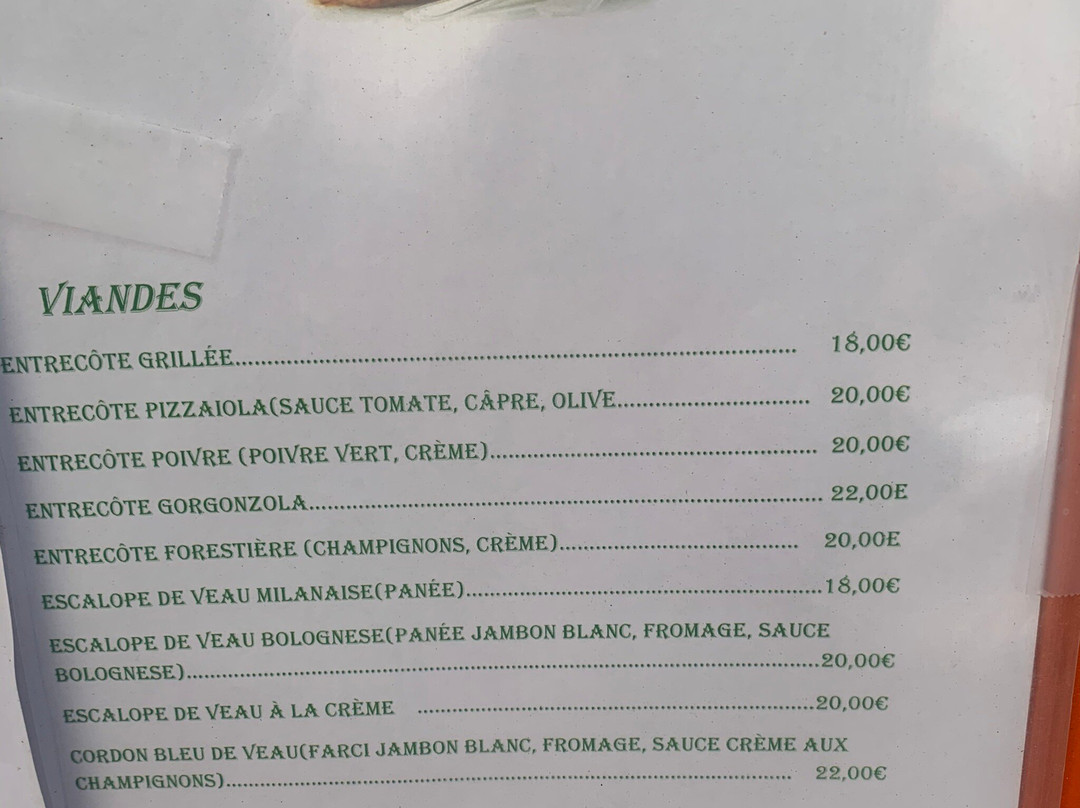 VIANDES
ENTRECÔTE GRILLÉE........................................................................................ 18,00€
ENTRECÔTE PIZZAIOLA(SAUCE TOMATE, CÂPRE, OLIVE.............................. 20,00€
ENTRECÔTE POIVRE (POIVRE VERT, CRÈME).................................................... 20,00€
ENTRECÔTE GORGONZOLA................................................................................. 22,00E
ENTRECÔTE FORESTIÈRE (CHAMPIGNONS, CRÈME)...................................... 20,00E
ESCALOPE DE VEAU MILANAISE(PANÉE).........................................................18,00€
ESCALOPE DE VEAU BOLOGNESE(PANÉE JAMBON BLANC, FROMAGE, SAUCE
BOLOGNESE).......................................................................................................20,00€
ESCALOPE DE VEAU À LA CRÈME ................................................................20,00€
CORDON BLEU DE VEAU(FARCI JAMBON BLANC, FROMAGE, SAUCE CRÈME AUX
CHAMPIGNONS)............................................................................................. 22,00€